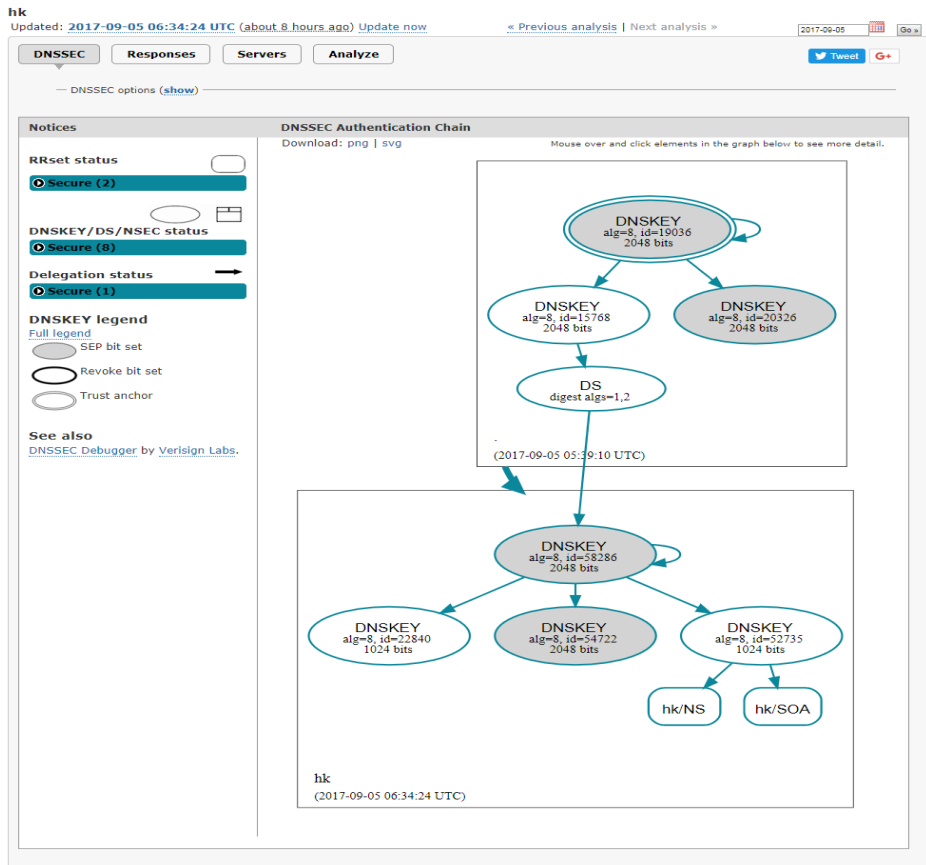 hk
Updated: 2017-09-05 06:34:24 UTC (about 8 hours ago) Update now
« Previous analysis | Next analysis »
2017-09-05
Go »
DNSSEC
Responses
Servers
Analyze
Tweet
G+
DNSSEC options (show)
Notices
DNSSEC Authentication Chain
Download: png | svg
Mouse over and click elements in the graph below to see more detail.
RRset status
Secure (2)
DNSKEY/DS/NSEC status
Secure (8)
Delegation status
Secure (1)
DNSKEY legend
Full legend
SEP bit set
Revoke bit set
Trust anchor
See also
DNSSEC Debugger by Verisign Labs.
DNSKEY
alg=8, id=19036
2048 bits
DNSKEY
alg=8, id=15768
2048 bits
DNSKEY
alg=8, id=20326
2048 bits
DS
digest algs=1,2
.
(2017-09-05 05:39:10 UTC)
DNSKEY
alg=8, id=58286
2048 bits
DNSKEY
alg=8, id=22840
1024 bits
DNSKEY
alg=8, id=54722
2048 bits
DNSKEY
alg=8, id=52735
1024 bits
hk/NS
hk/SOA
hk
(2017-09-05 06:34:24 UTC)